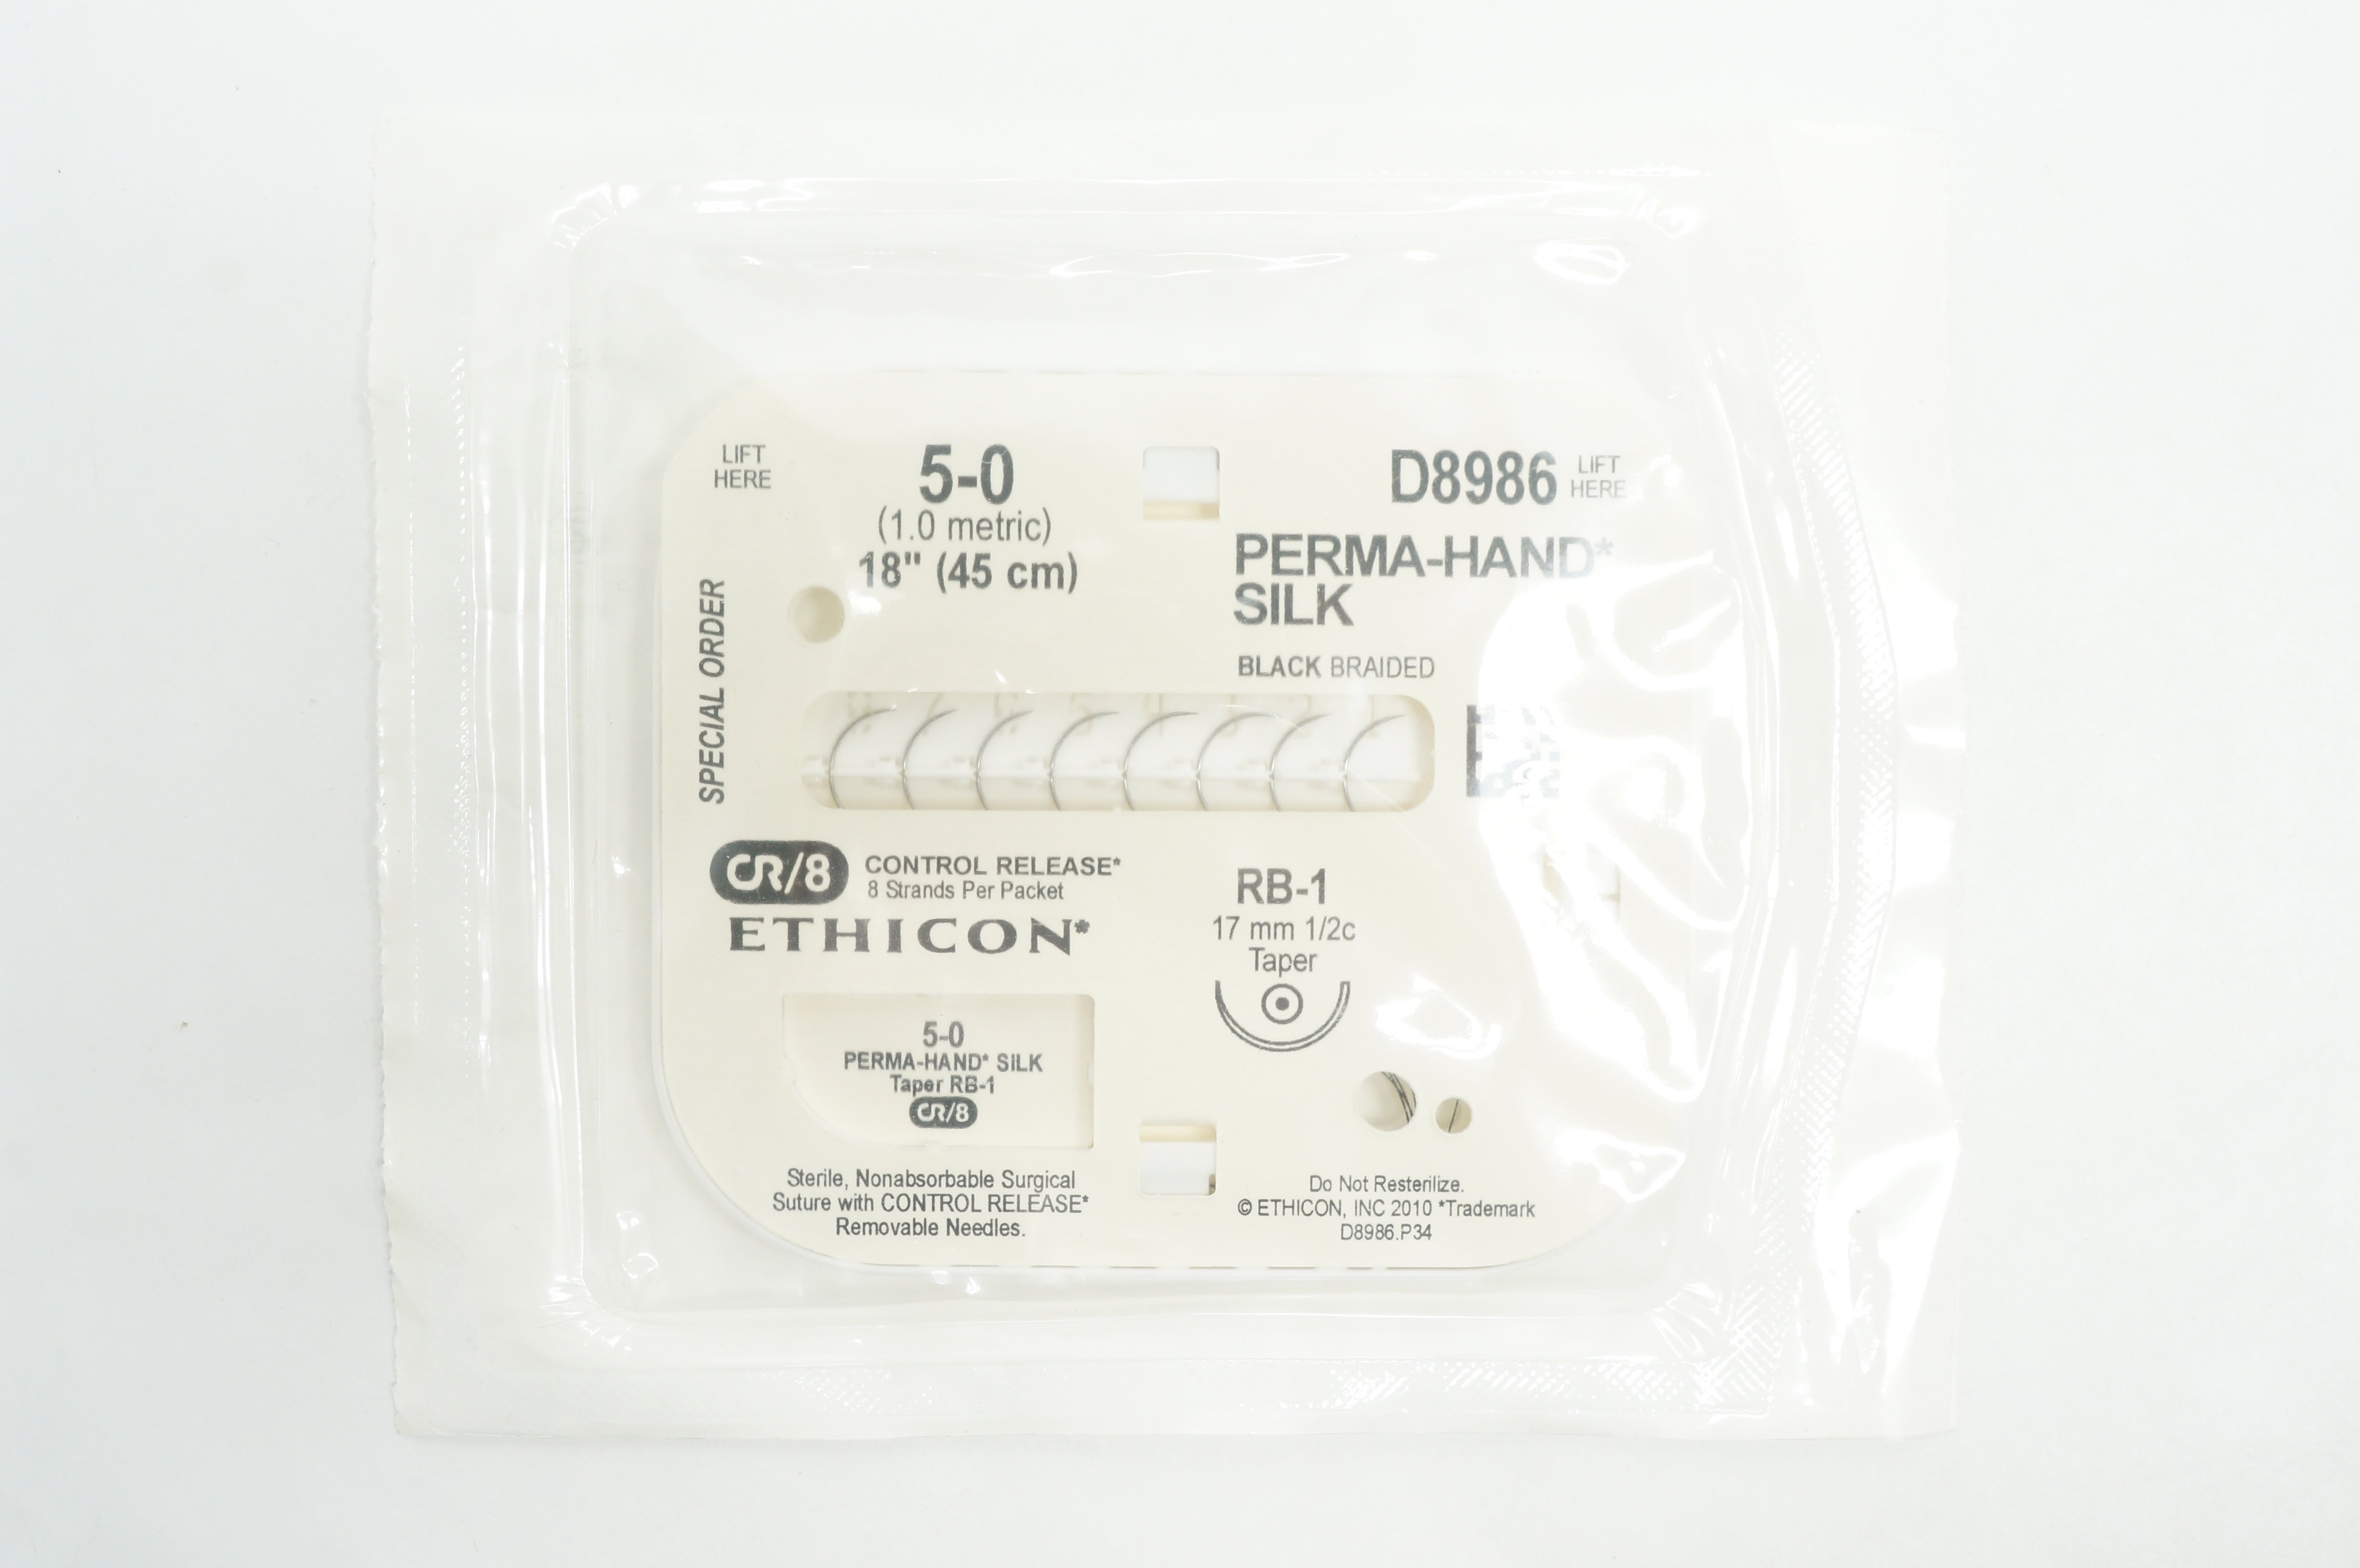 LIFT
HERE
5-0
(1.0 metric)
18" (45 cm)
D8986
LIFT
HERE
PERMA-HAND*
SILK
BLACK BRAIDED
SPECIAL ORDER
CR/8
CONTROL RELEASE*
8 Strands Per Packet
ETHICON*
RB-1
17 mm 1/2c
Taper
5-0
PERMA-HAND* SILK
Taper RB-1
CR/8
Sterile, Nonabsorbable Surgical
Suture with CONTROL RELEASE*
Removable Needles.
Do Not Resterilize.
© ETHICON, INC 2010 *Trademark
D8986.P34